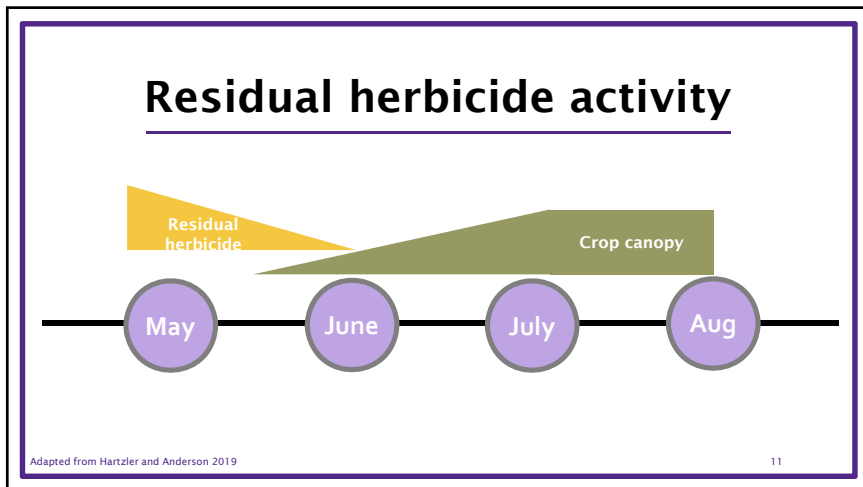 Residual herbicide activity
Residual
herbicide
Crop canopy
May
June
July
Aug
Adapted from Hartzler and Anderson 2019
11